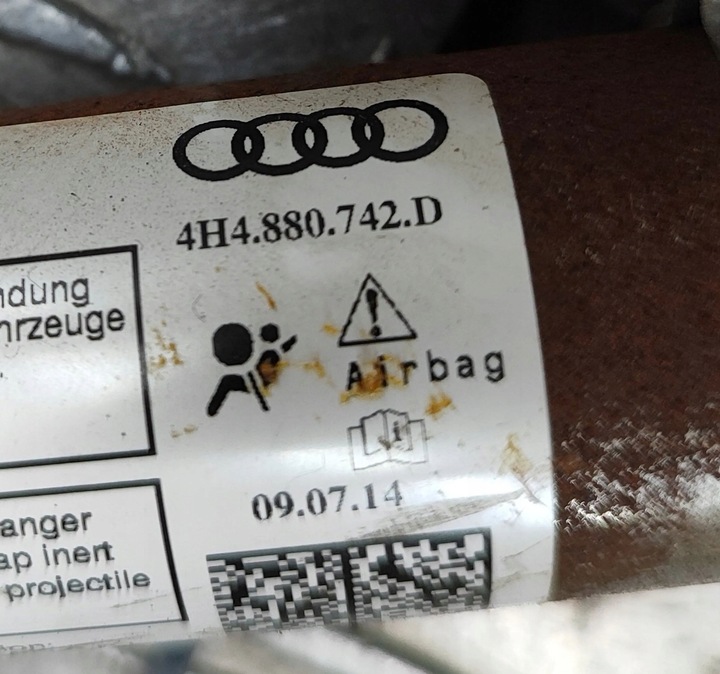 4H4.880.742.D
ndung
hrzeuge
Airbag
09.07.14
anger
ap inert
projectile